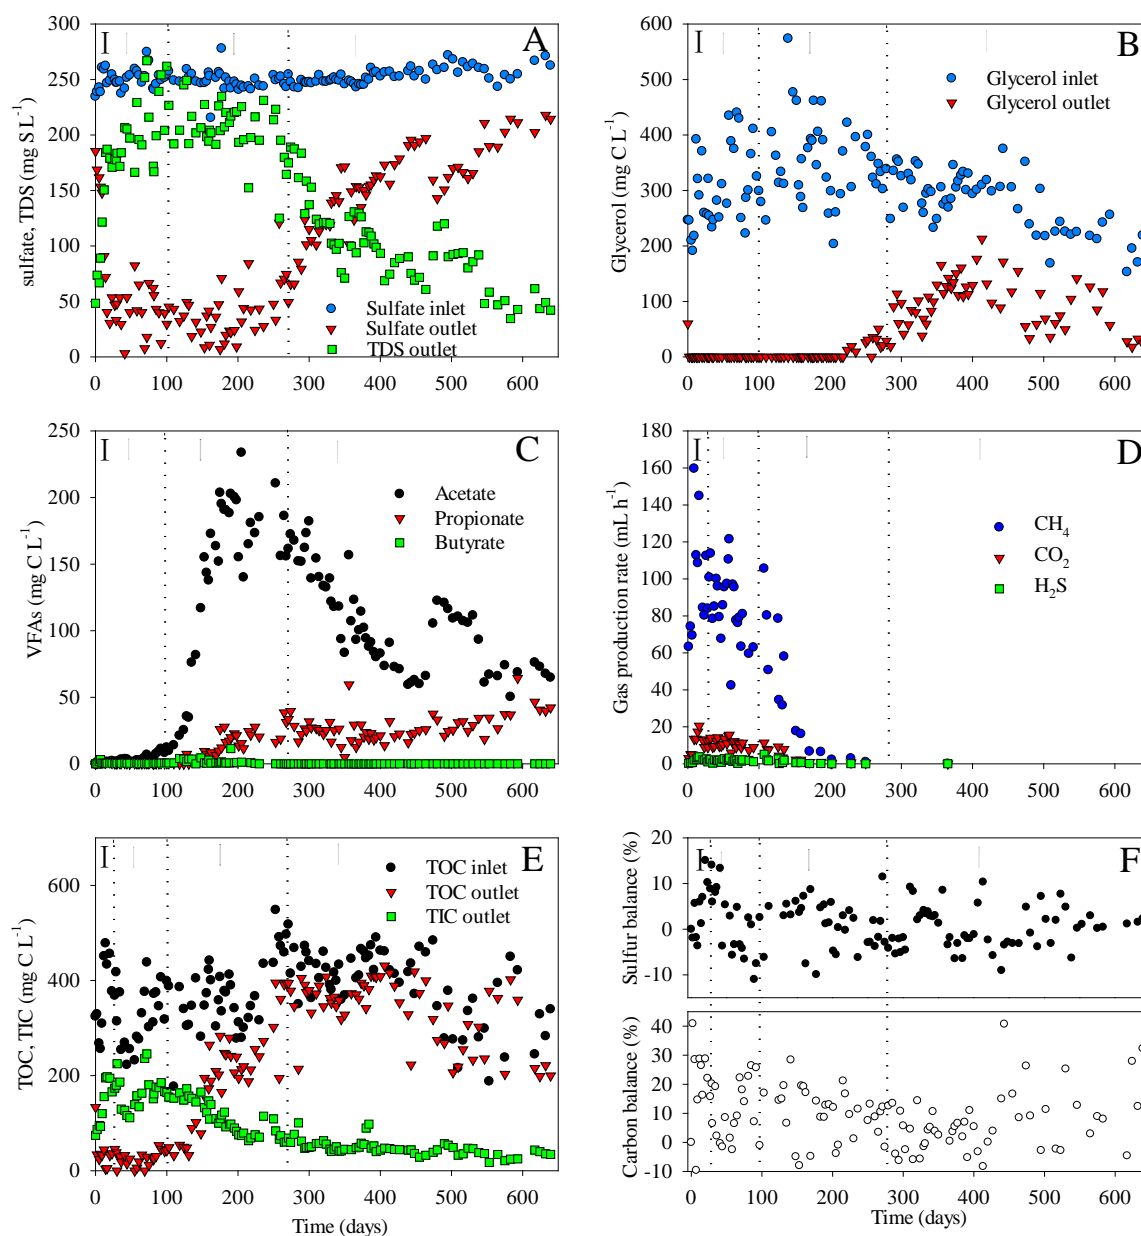 A
I
sulfate, TDS (mg S L⁻¹)
300
250
200
150
100
50
0
Sulfate inlet
Sulfate outlet
TDS outlet
0 100 200 300 400 500 600
B
I
Glycerol (mg C L⁻¹)
600
500
400
300
200
100
0
Glycerol inlet
Glycerol outlet
0 100 200 300 400 500 600
C
I
VFAs (mg C L⁻¹)
250
200
150
100
50
0
Acetate
Propionate
Butyrate
0 100 200 300 400 500 600
D
I
Gas production rate (mL h⁻¹)
180
160
140
120
100
80
60
40
20
0
CH₄
CO₂
H₂S
0 100 200 300 400 500 600
E
I
TOC, TIC (mg C L⁻¹)
600
400
200
0
TOC inlet
TOC outlet
TIC outlet
0 100 200 300 400 500 600
Time (days)
F
I
Sulfur balance (%)
20
10
0
-10
Carbon balance (%)
40
30
20
10
0
-10
0 100 200 300 400 500 600
Time (days)